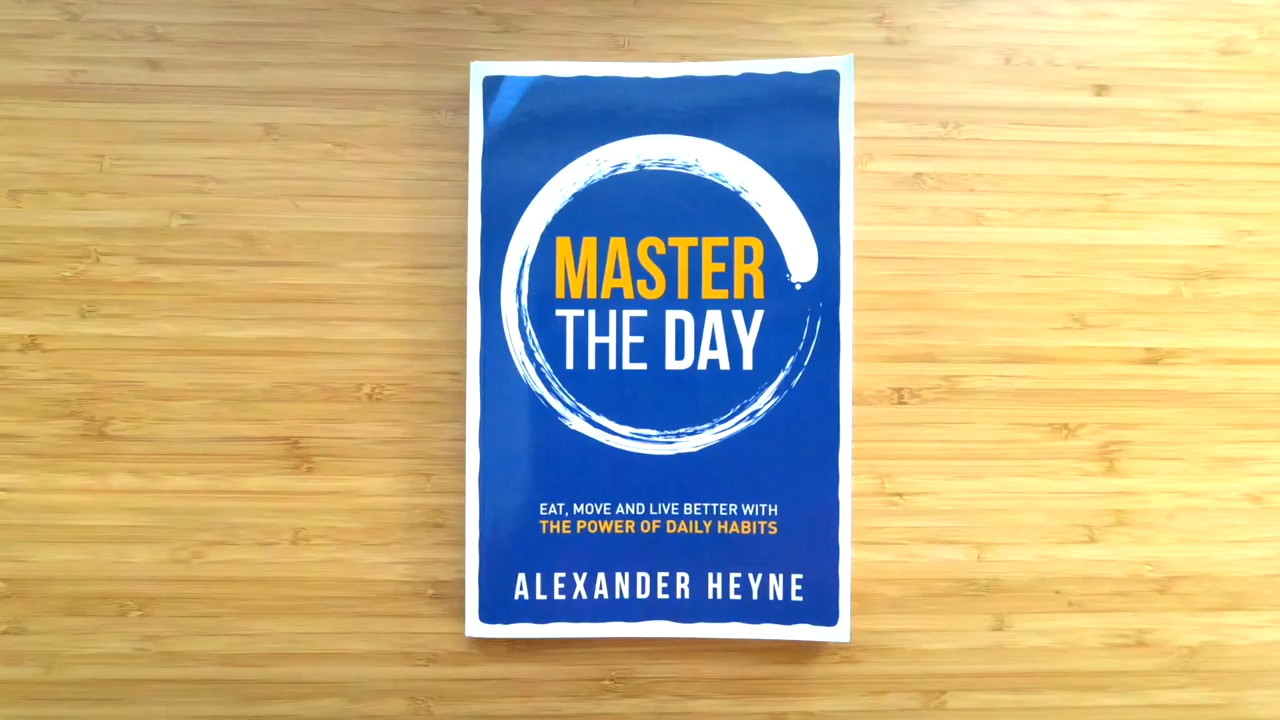 MASTER
THE DAY
EAT, MOVE AND LIVE BETTER WITH
THE POWER OF DAILY HABITS
ALEXANDER HEYNE